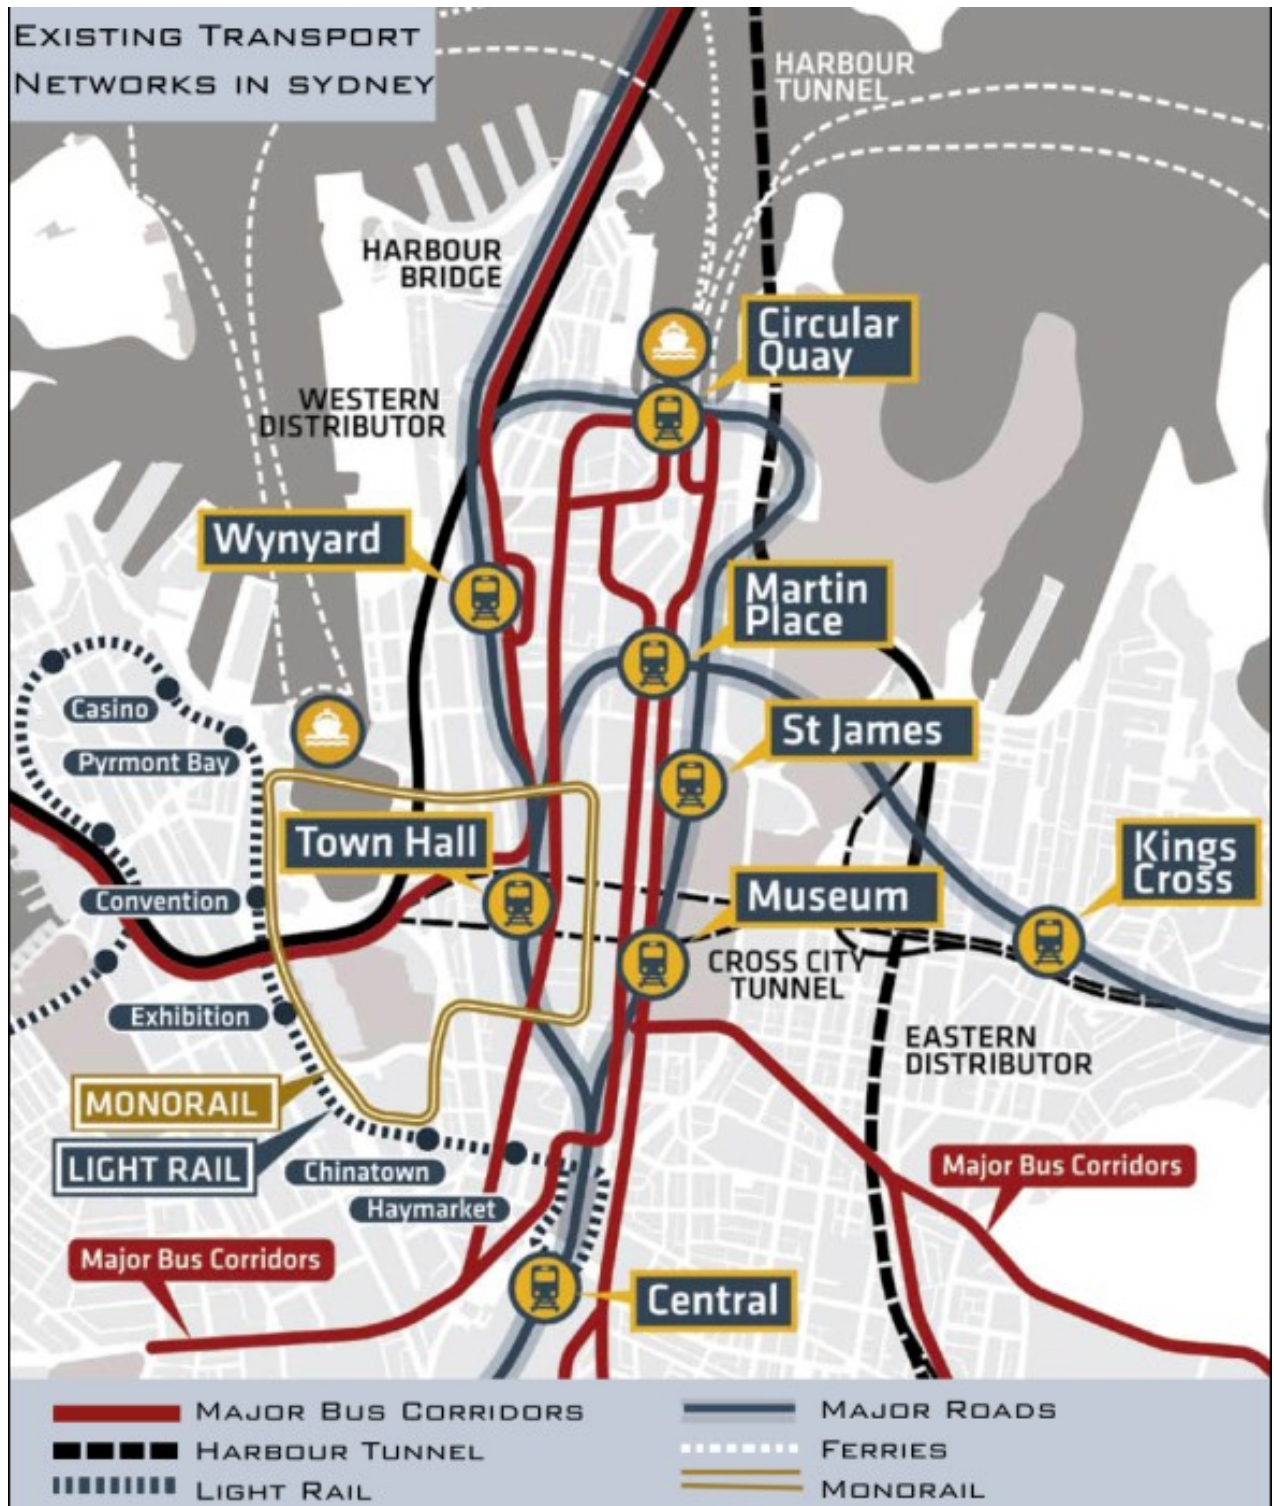 EXISTING TRANSPORT
NETWORKS IN SYDNEY
HARBOUR
TUNNEL
HARBOUR
BRIDGE
Circular
Quay
WESTERN
DISTRIBUTOR
Wynyard
Martin
Place
Casino
St James
Pyrmont Bay
Town Hall
Kings
Cross
Convention
Museum
CROSS CITY
TUNNEL
Exhibition
EASTERN
DISTRIBUTOR
MONORAIL
LIGHT RAIL
Chinatown
Major Bus Corridors
Haymarket
Major Bus Corridors
Central
MAJOR BUS CORRIDORS
HARBOUR TUNNEL
LIGHT RAIL
MAJOR ROADS
FERRIES
MONORAIL